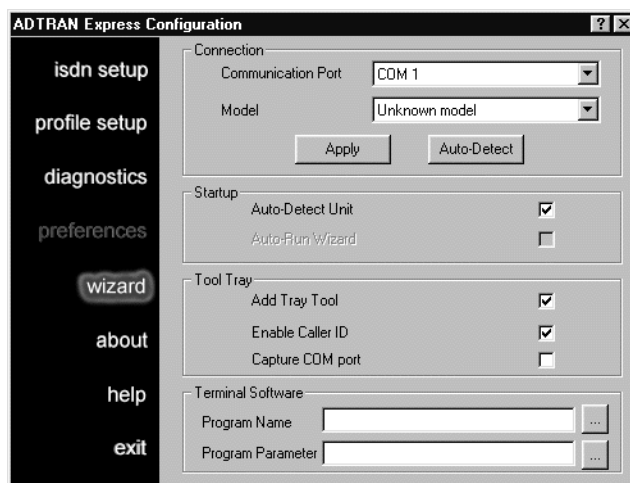 ADTRAN Express Configuration
isdn setup
profile setup
diagnostics
preferences
wizard
about
help
exit
Connection
Communication Port COM 1
Model Unknown model
Apply Auto-Detect
Startup
Auto-Detect Unit
Auto-Run Wizard
Tool Tray
Add Tray Tool
Enable Caller ID
Capture COM port
Terminal Software
Program Name ...
Program Parameter ...